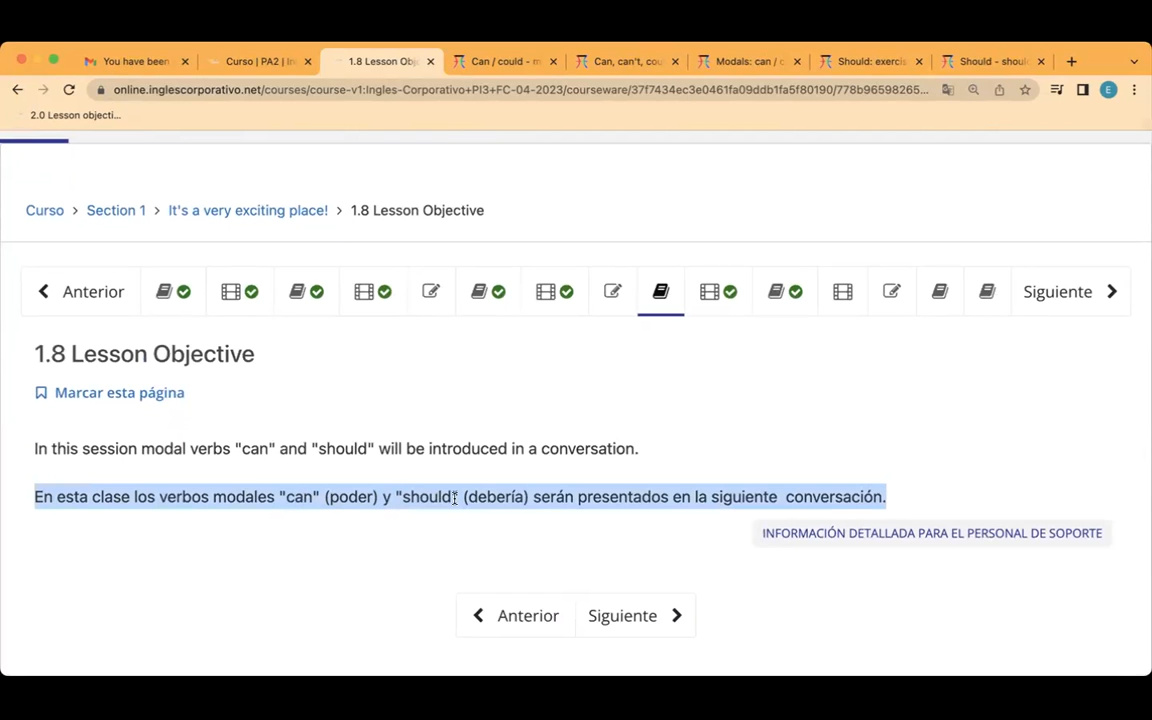 You have been
Curso | PA2 | In
1.8 Lesson Obj
Can / could - m
Can, can't, cou
Modals: can / c
Should: exercis
Should - shoul
online.inglescorporativo.net/courses/course-v1:Ingles-Corporativo+PI3+FC-04-2023/courseware/37f7434ec3e0461fa09ddb1fa5f80190/778b96598265...
E
2.0 Lesson objecti...
Curso > Section 1 > It's a very exciting place! > 1.8 Lesson Objective
Anterior
Siguiente
1.8 Lesson Objective
Marcar esta página
In this session modal verbs "can" and "should" will be introduced in a conversation.
En esta clase los verbos modales "can" (poder) y "should" (debería) serán presentados en la siguiente conversación.
INFORMACIÓN DETALLADA PARA EL PERSONAL DE SOPORTE
Anterior
Siguiente